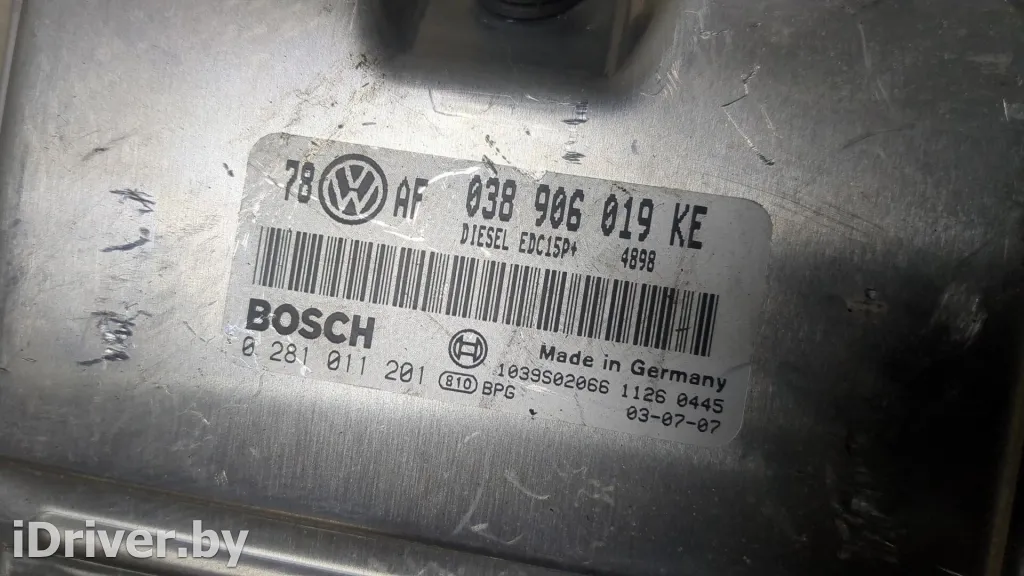 78 VW AF 038 906 019 KE
DIESEL EDC15P+ 4898
BOSCH
Made in Germany
0 281 011 201
1039S02066 1126 0445
810 BPG
03-07-07
iDriver.by